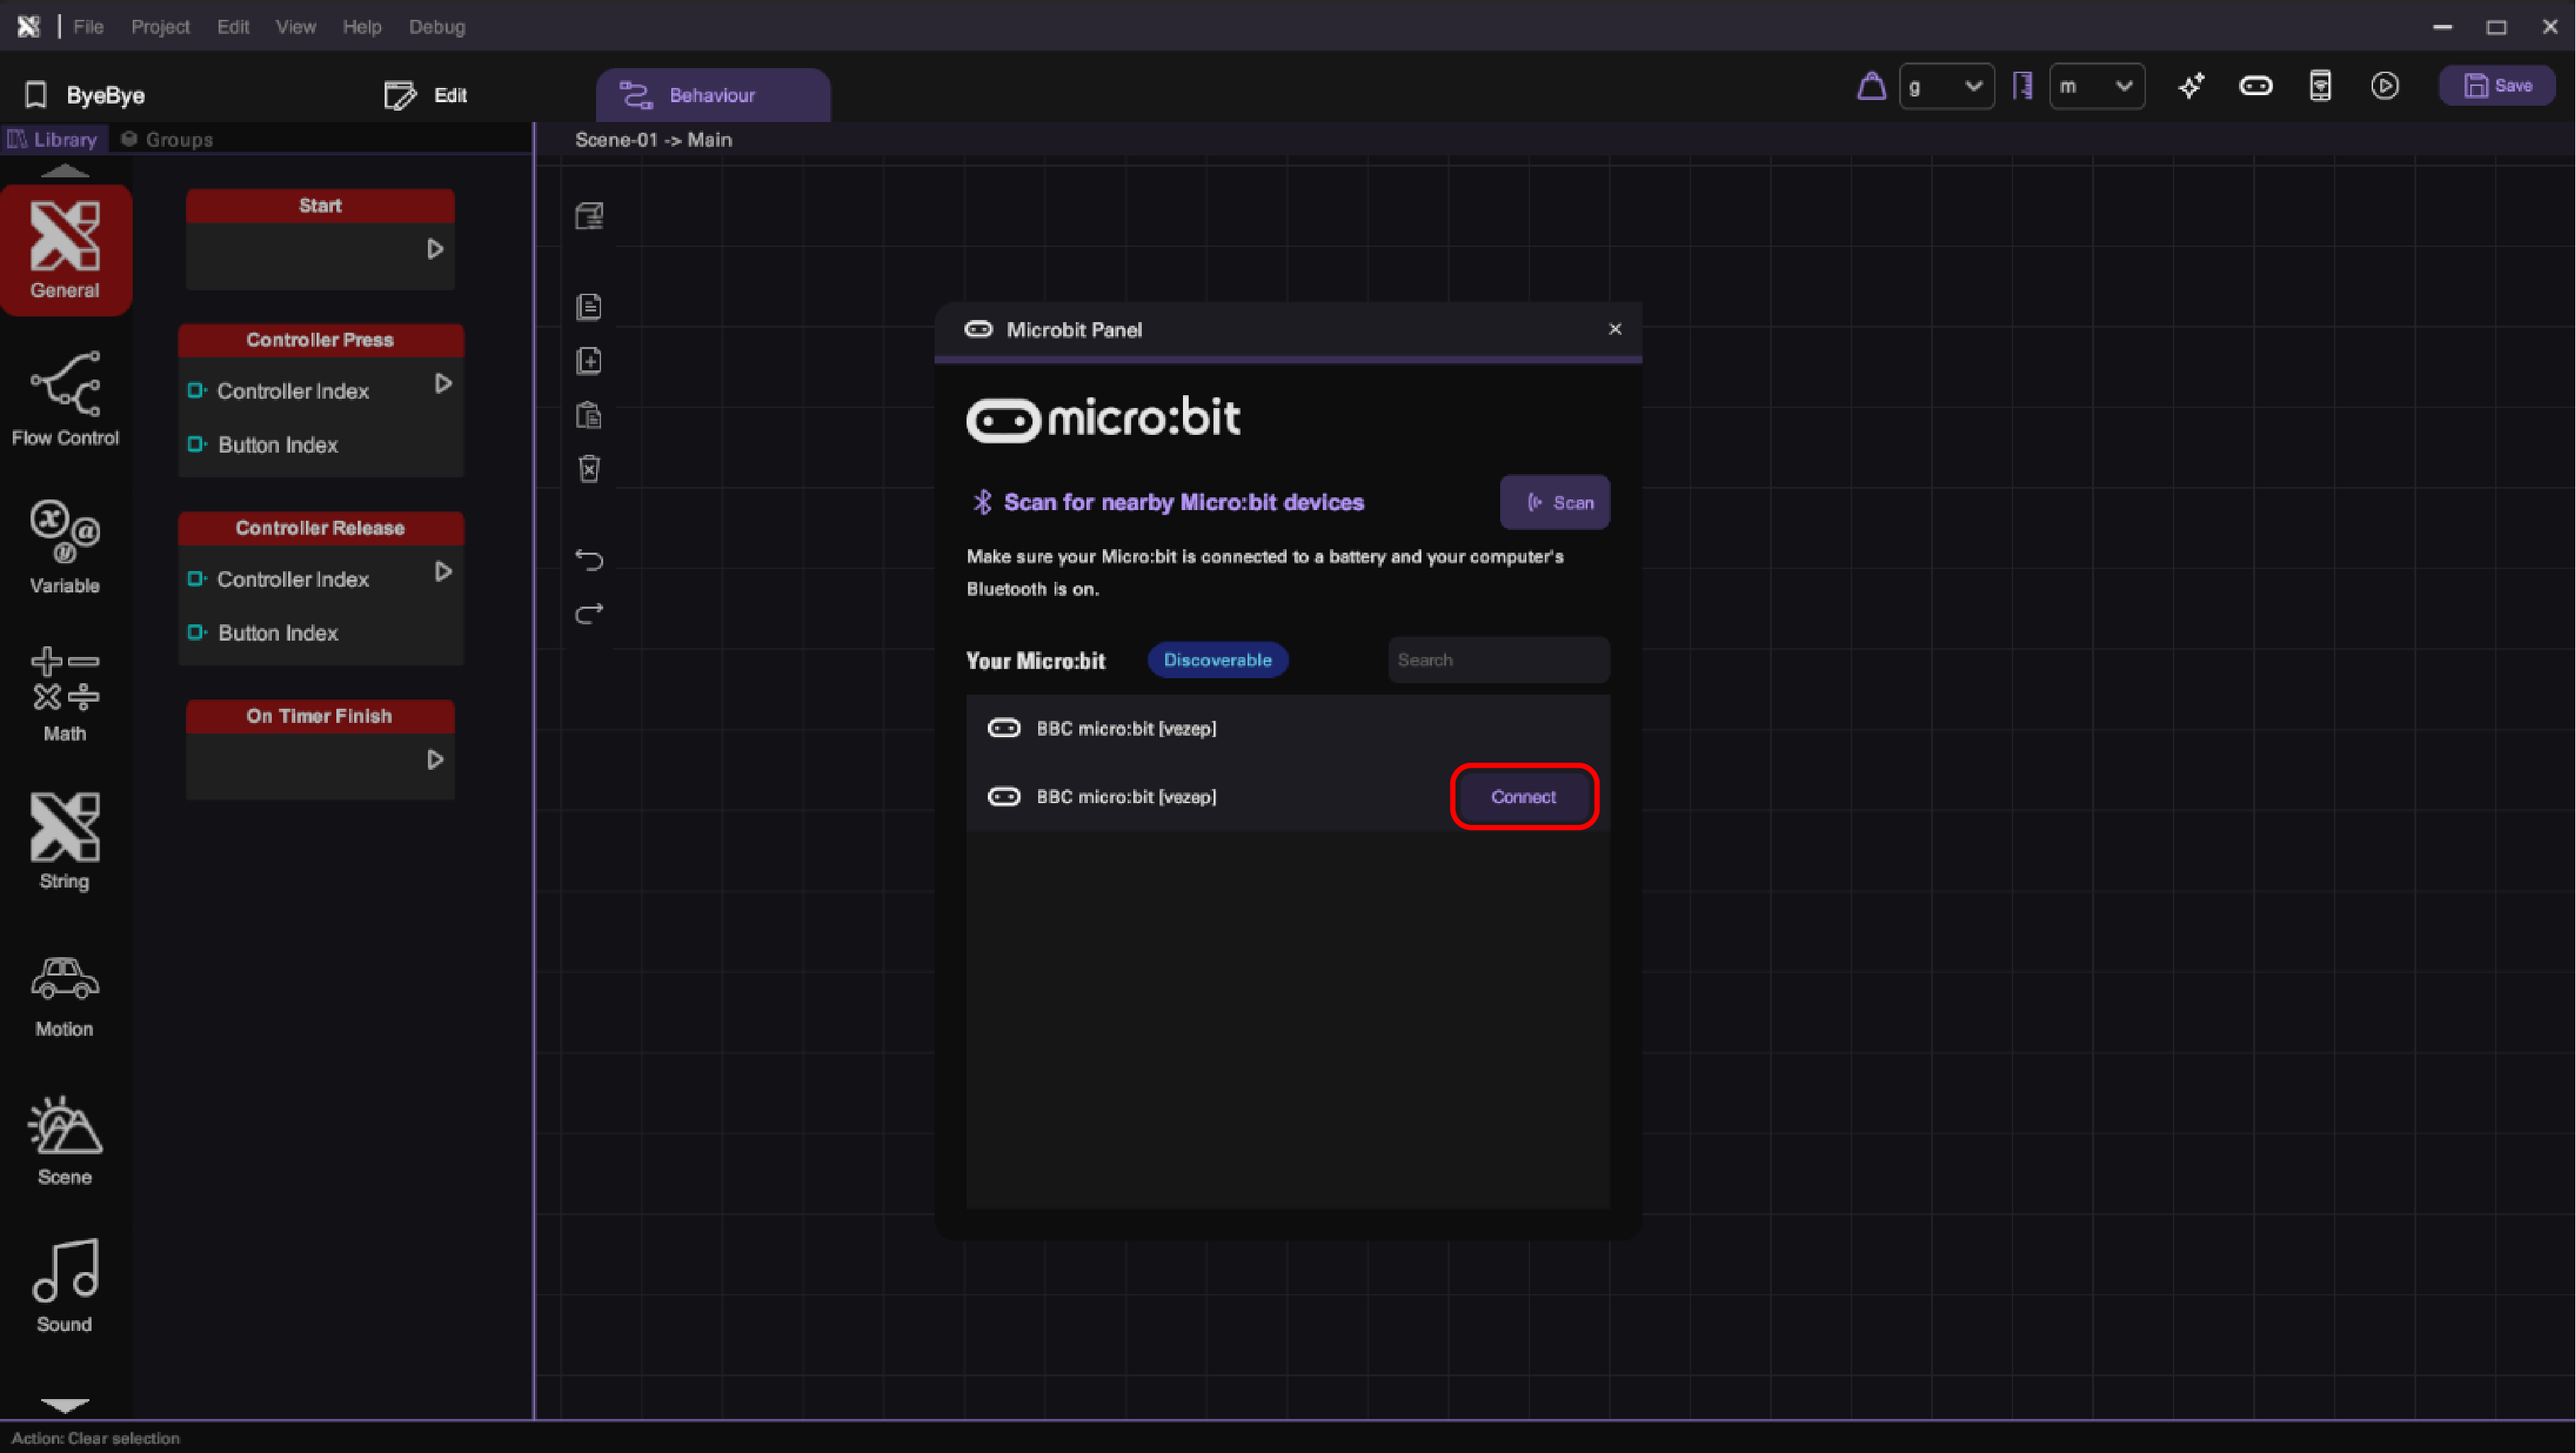 File Project Edit View Help Debug
ByeBye Edit Behaviour g m Save
Library Groups
Scene-01 -> Main
General
Flow Control
Variable
Math
String
Motion
Scene
Sound
Start
Controller Press
Controller Index
Button Index
Controller Release
Controller Index
Button Index
On Timer Finish
Microbit Panel
micro:bit
Scan for nearby Micro:bit devices Scan
Make sure your Micro:bit is connected to a battery and your computer's
Bluetooth is on.
Your Micro:bit Discoverable Search
BBC micro:bit [vezep]
BBC micro:bit [vezep] Connect
Action: Clear selection